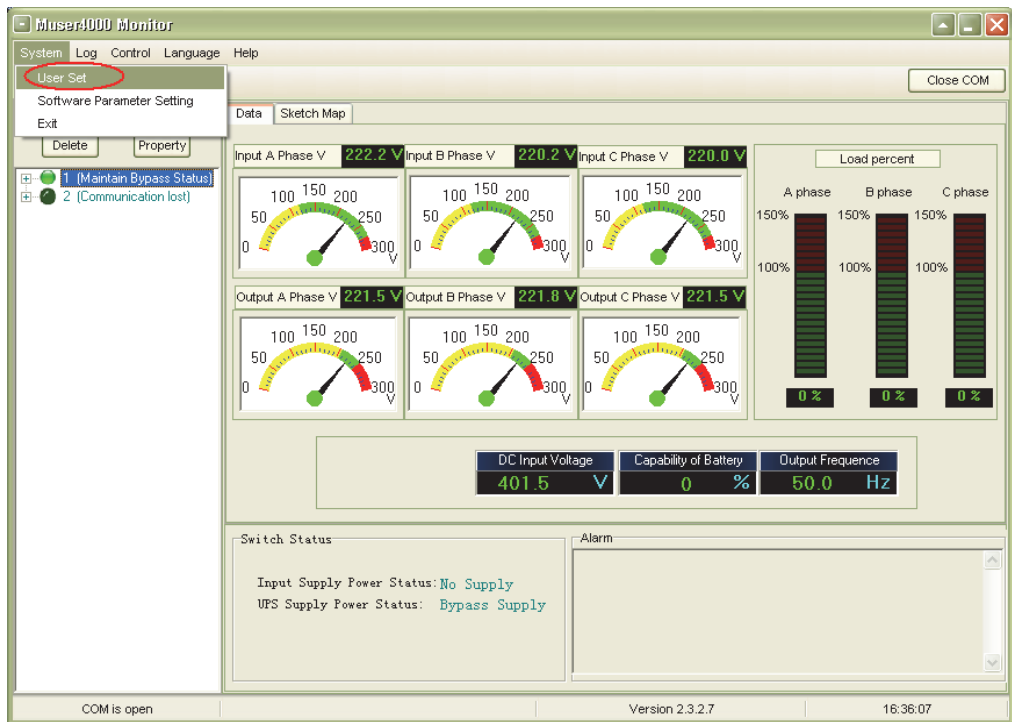 Muser4000 Monitor
System Log Control Language Help
User Set
Software Parameter Setting
Exit
Close COM
Delete Property
1 (Maintain Bypass Status)
2 (Communication lost)
Data Sketch Map
Input A Phase V 222.2 V Input B Phase V 220.2 V Input C Phase V 220.0 V
0 50 100 150 200 250 300 V
0 50 100 150 200 250 300 V
0 50 100 150 200 250 300 V
Output A Phase V 221.5 V Output B Phase V 221.8 V Output C Phase V 221.5 V
0 50 100 150 200 250 300 V
0 50 100 150 200 250 300 V
0 50 100 150 200 250 300 V
Load percent
A phase B phase C phase
150% 150% 150%
100% 100% 100%
0 % 0 % 0 %
DC Input Voltage Capability of Battery Output Frequence
401.5 V 0 % 50.0 Hz
Switch Status
Input Supply Power Status: No Supply
UPS Supply Power Status: Bypass Supply
Alarm
COM is open Version 2.3.2.7 16:36:07